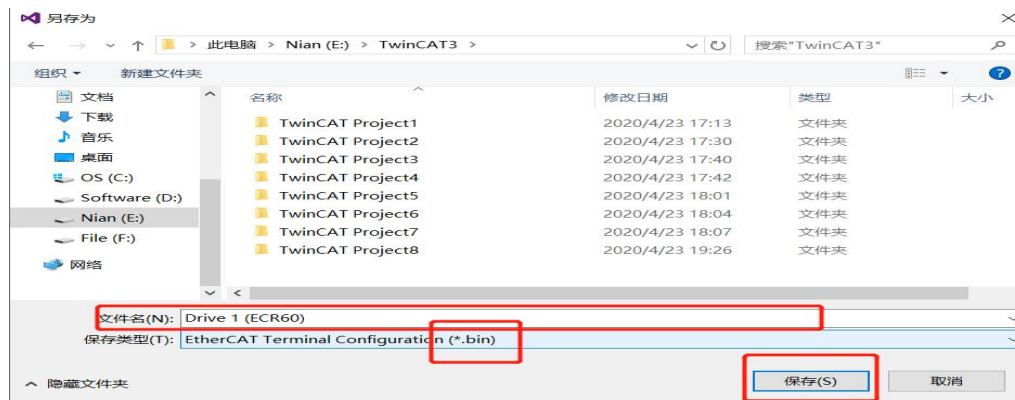 另存为
此电脑 > Nian (E:) > TwinCAT3 >
搜索"TwinCAT3"
组织 新建文件夹
名称 修改日期 类型 大小
文档
下载
音乐
桌面
OS (C:)
Software (D:)
Nian (E:)
File (F:)
网络
TwinCAT Project1 2020/4/23 17:13 文件夹
TwinCAT Project2 2020/4/23 17:30 文件夹
TwinCAT Project3 2020/4/23 17:40 文件夹
TwinCAT Project4 2020/4/23 17:42 文件夹
TwinCAT Project5 2020/4/23 18:01 文件夹
TwinCAT Project6 2020/4/23 18:04 文件夹
TwinCAT Project7 2020/4/23 18:07 文件夹
TwinCAT Project8 2020/4/23 19:26 文件夹
文件名(N): Drive 1 (ECR60)
保存类型(T): EtherCAT Terminal Configuration (*.bin)
隐藏文件夹
保存(S) 取消